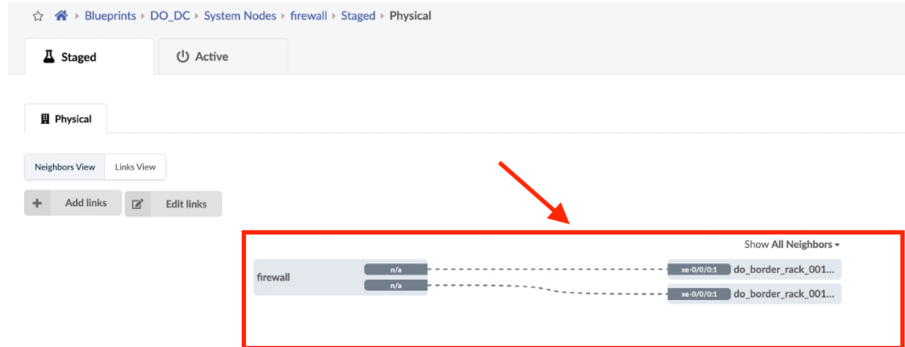 Blueprints DO_DC System Nodes firewall Staged Physical
Staged Active
Physical
Neighbors View Links View
+ Add links Edit links
Show All Neighbors
firewall
n/a xe-0/0/0:1 do_border_rack_001...
n/a xe-0/0/0:1 do_border_rack_001...